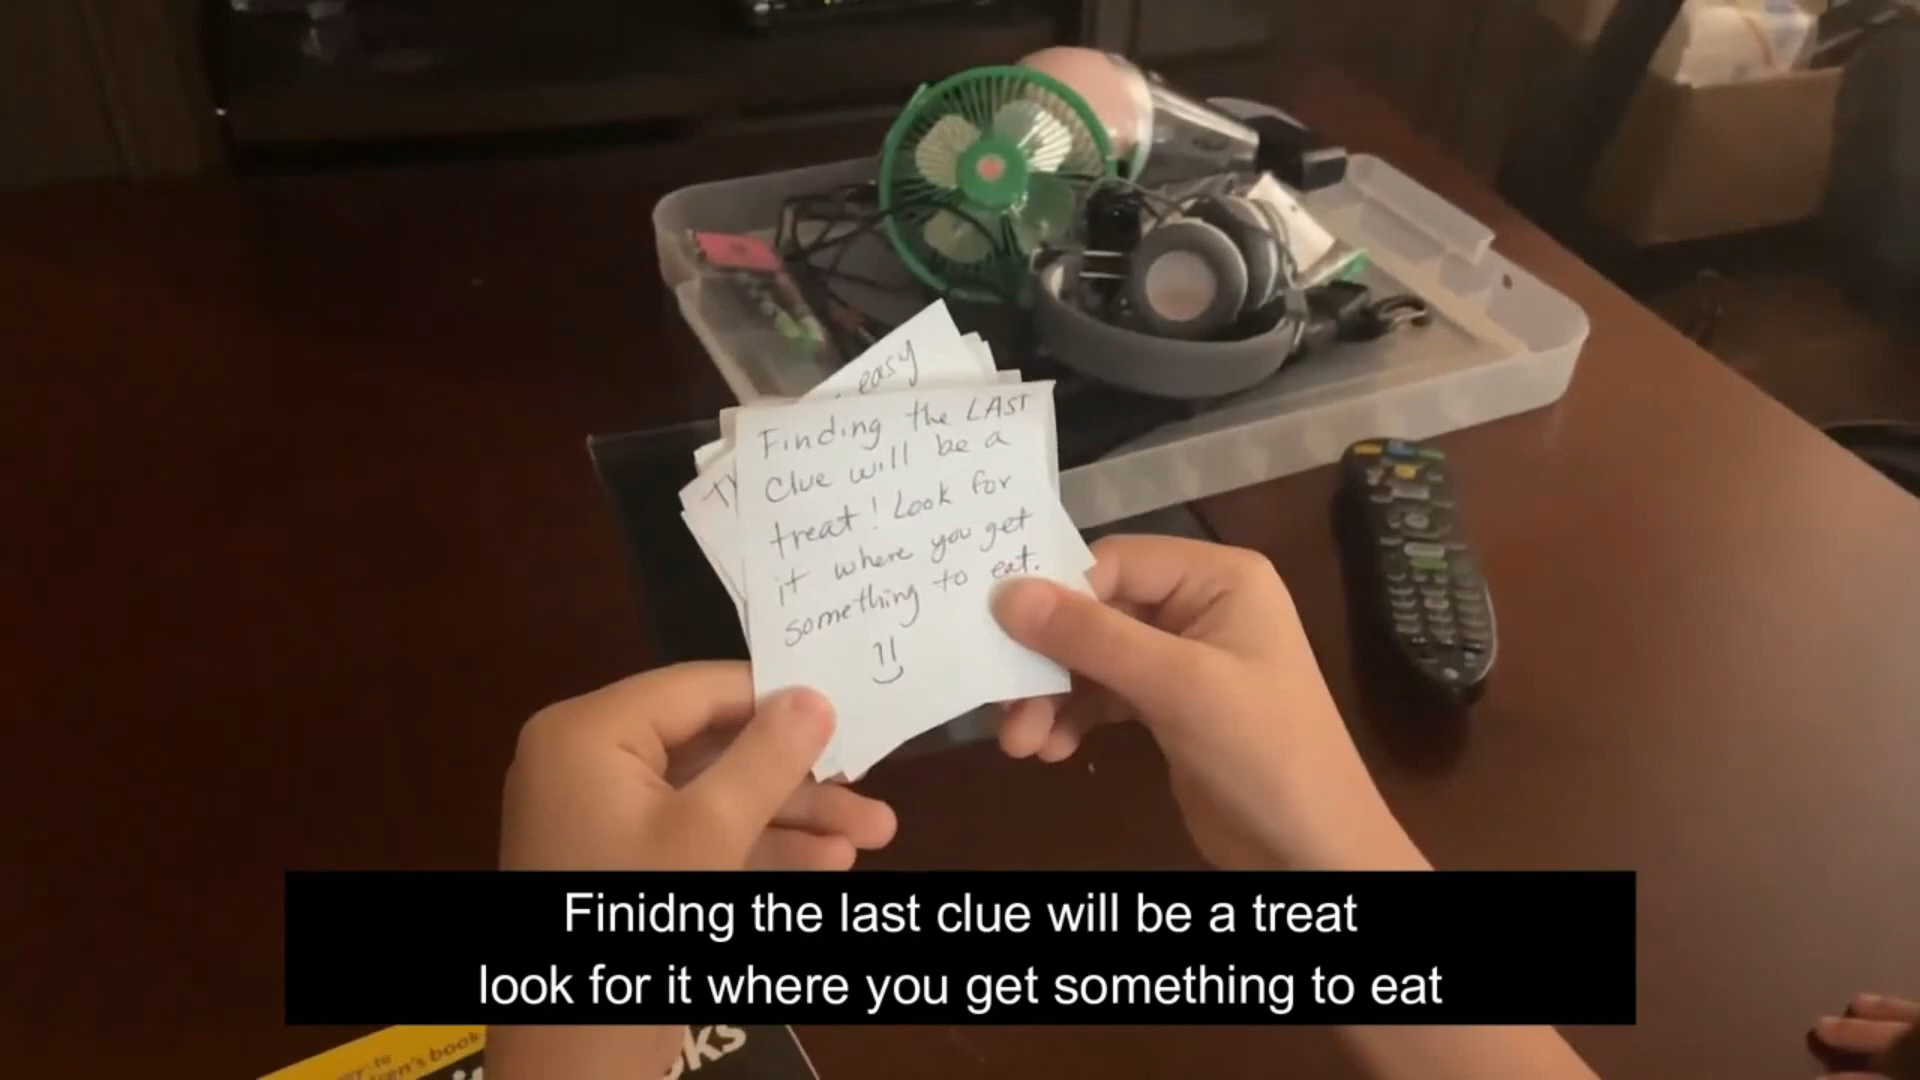 easy
Finding the LAST
Clue will be a
treat! Look for
it where you get
something to eat.
Finidng the last clue will be a treat
look for it where you get something to eat